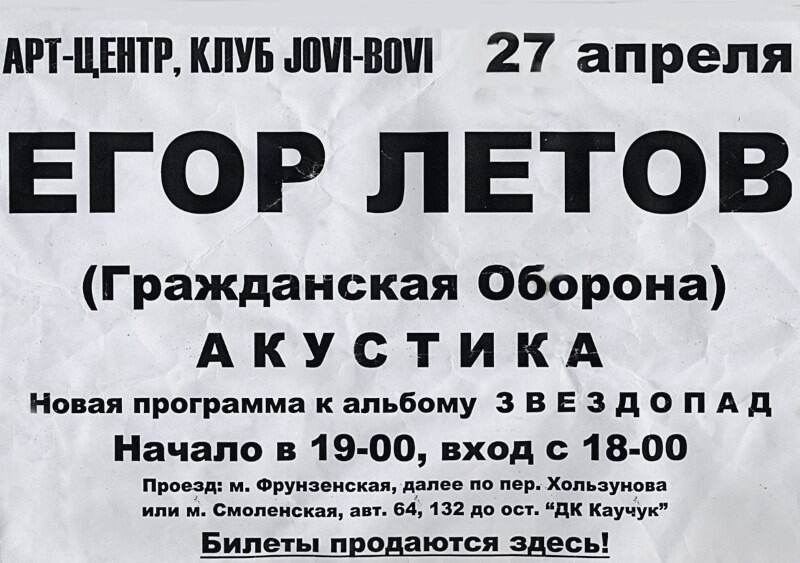 АРТ-ЦЕНТР, КЛУБ JOVI-BOVI 27 апреля
ЕГОР ЛЕТОВ
(Гражданская Оборона)
АКУСТИКА
Новая программа к альбому ЗВЕЗДОПАД
Начало в 19-00, вход с 18-00
Проезд: м. Фрунзенская, далее по пер. Хользунова
или м. Смоленская, авт. 64, 132 до ост. “ДК Каучук”
Билеты продаются здесь!